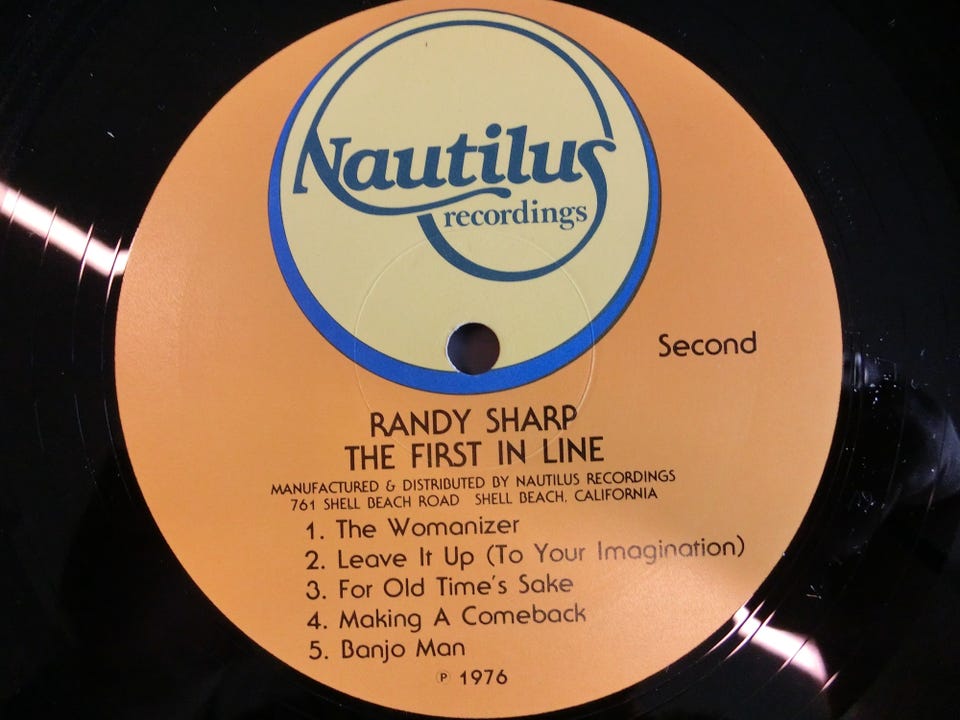 Nautilus
recordings
Second
RANDY SHARP
THE FIRST IN LINE
MANUFACTURED & DISTRIBUTED BY NAUTILUS RECORDINGS
761 SHELL BEACH ROAD SHELL BEACH, CALIFORNIA
1. The Womanizer
2. Leave It Up (To Your Imagination)
3. For Old Time's Sake
4. Making A Comeback
5. Banjo Man
℗ 1976